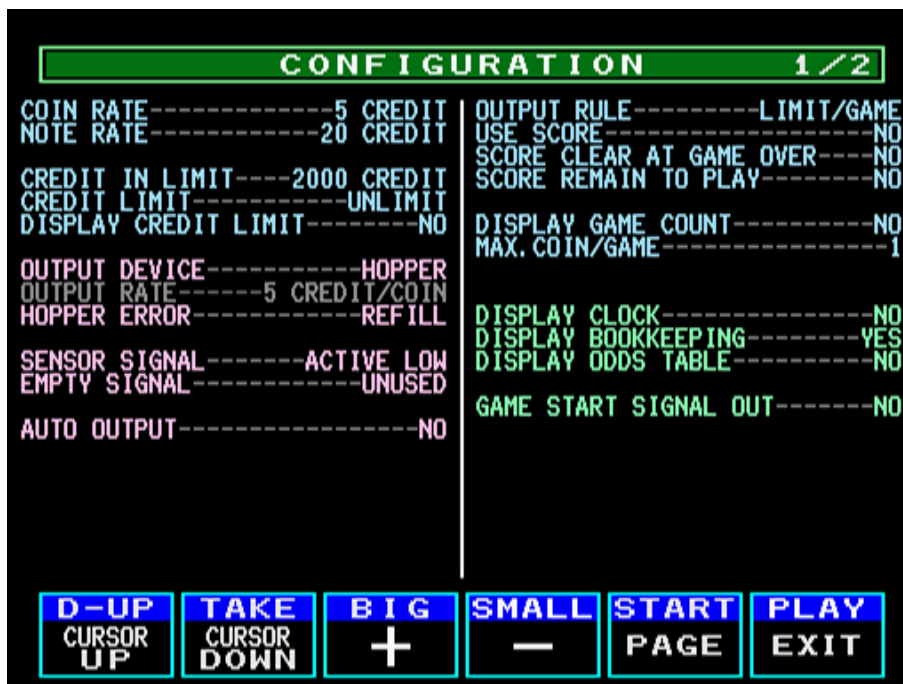 CONFIGURATION 1/2
COIN RATE---------------5 CREDIT
NOTE RATE--------------20 CREDIT
CREDIT IN LIMIT----2000 CREDIT
CREDIT LIMIT-----------UNLIMIT
DISPLAY CREDIT LIMIT--------NO
OUTPUT DEVICE-----------HOPPER
OUTPUT RATE------5 CREDIT/COIN
HOPPER ERROR------------REFILL
SENSOR SIGNAL-------ACTIVE LOW
EMPTY SIGNAL------------UNUSED
AUTO OUTPUT-----------------NO
OUTPUT RULE---------LIMIT/GAME
USE SCORE-------------------NO
SCORE CLEAR AT GAME OVER----NO
SCORE REMAIN TO PLAY--------NO
DISPLAY GAME COUNT----------NO
MAX.COIN/GAME----------------1
DISPLAY CLOCK---------------NO
DISPLAY BOOKKEEPING--------YES
DISPLAY ODDS TABLE----------NO
GAME START SIGNAL OUT-------NO
D-UP
CURSOR
UP
TAKE
CURSOR
DOWN
BIG
+
SMALL
-
START
PAGE
PLAY
EXIT